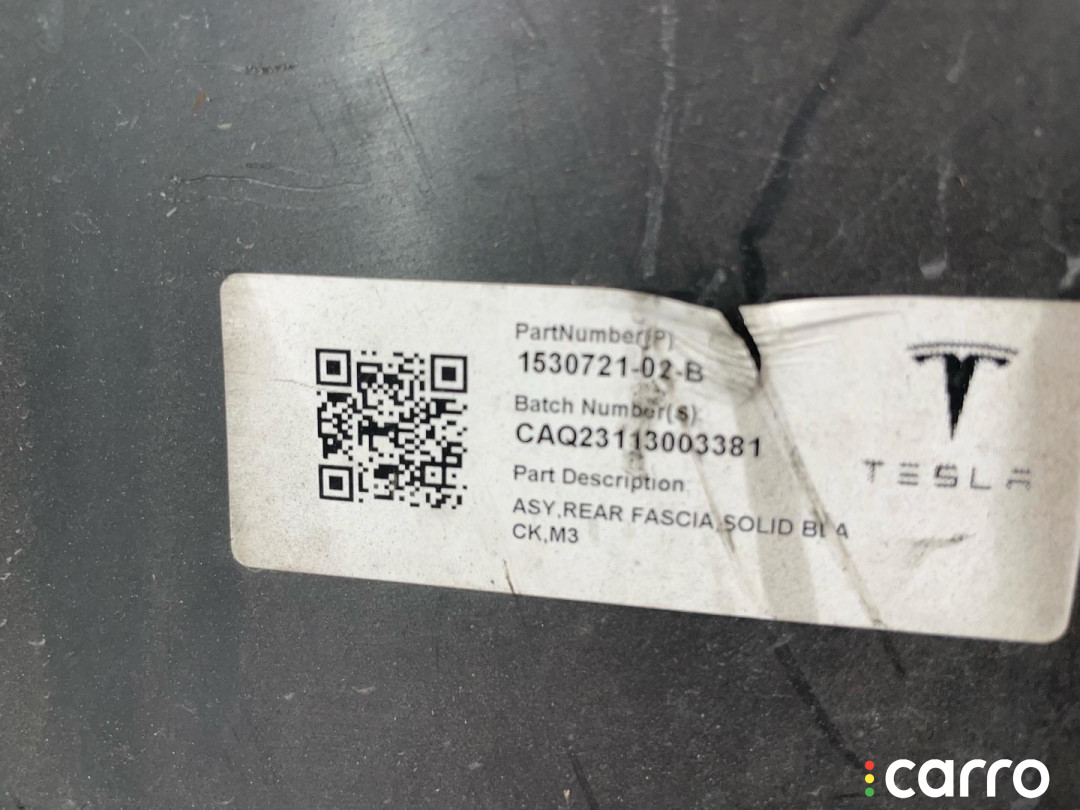 PartNumber(P)
1530721-02-B
Batch Number(s)
CAQ23113003381
Part Description
ASY,REAR FASCIA,SOLID BLA
CK,M3
TESLA
carro